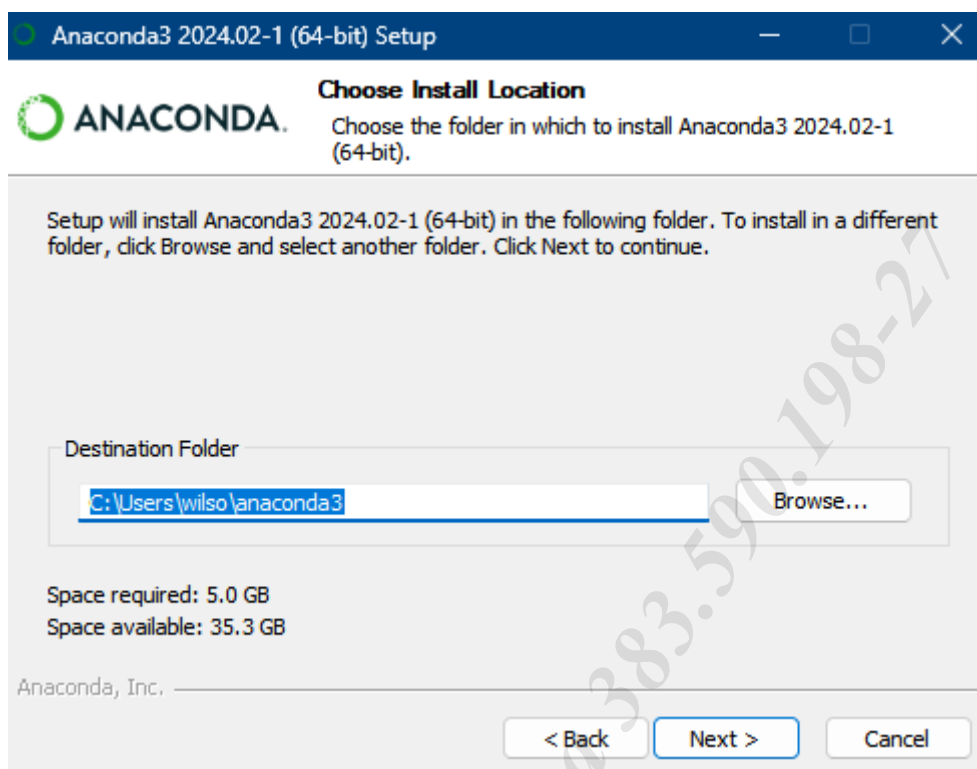 Anaconda3 2024.02-1 (64-bit) Setup
ANACONDA.
Choose Install Location
Choose the folder in which to install Anaconda3 2024.02-1
(64-bit).
Setup will install Anaconda3 2024.02-1 (64-bit) in the following folder. To install in a different
folder, click Browse and select another folder. Click Next to continue.
Destination Folder
C:\Users\wilso\anaconda3
Browse...
Space required: 5.0 GB
Space available: 35.3 GB
Anaconda, Inc.
< Back
Next >
Cancel
383.590.198-27